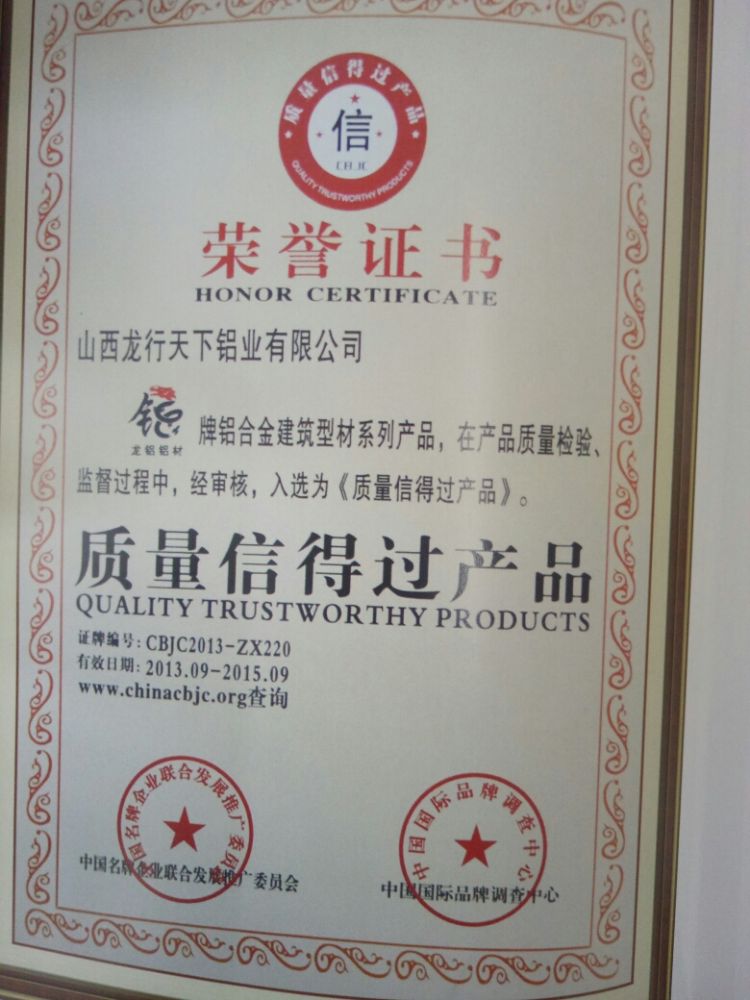 质量信得过产品
信
CBJC
QUALITY TRUSTWORTHY PRODUCTS
荣誉证书
HONOR CERTIFICATE
山西龙行天下铝业有限公司
龙铝铝材
牌铝合金建筑型材系列产品，在产品质量检验、
监督过程中，经审核，入选为《质量信得过产品》。
质量信得过产品
QUALITY TRUSTWORTHY PRODUCTS
证牌编号：CBJC2013-ZX220
有效日期：2013.09-2015.09
www.chinacbjc.org查询
中国名牌企业联合发展推广委员会
中国国际品牌调查中心
中国名牌企业联合发展推广委员会
中国国际品牌调查中心